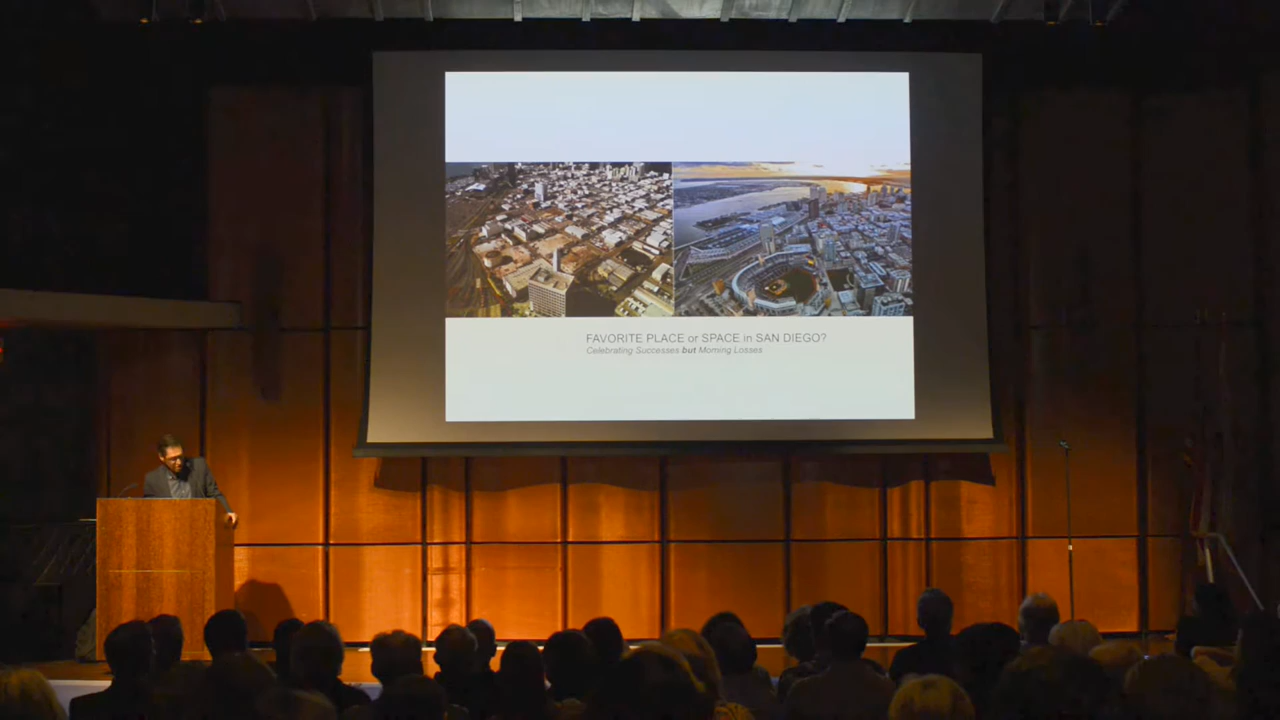 FAVORITE PLACE or SPACE in SAN DIEGO?
Celebrating Successes but Morning Losses